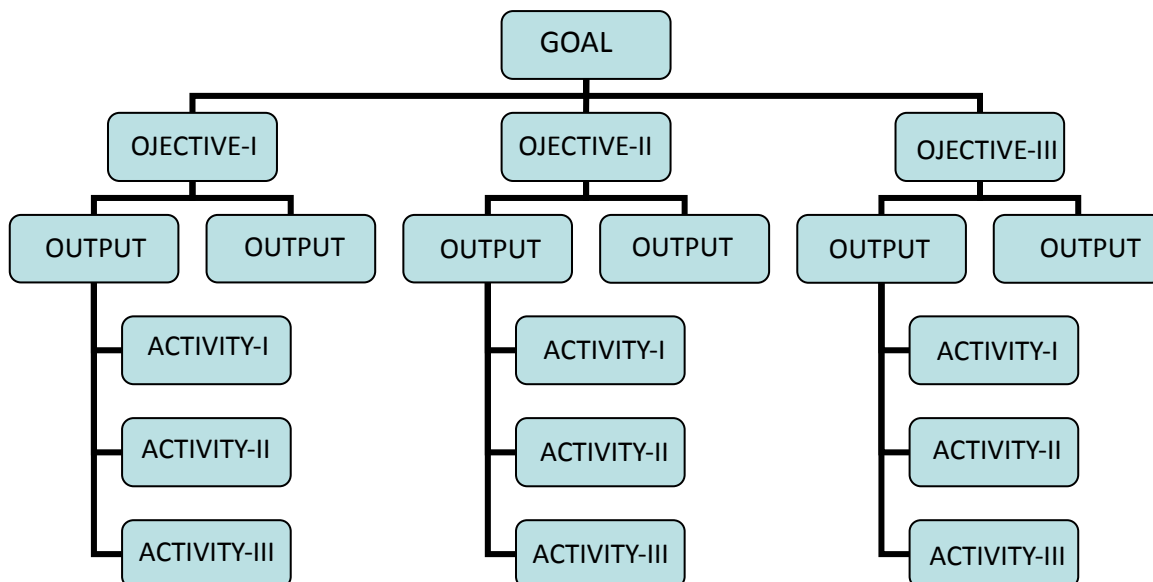 GOAL
OJECTIVE-I
OJECTIVE-II
OJECTIVE-III
OUTPUT
OUTPUT
OUTPUT
OUTPUT
OUTPUT
OUTPUT
ACTIVITY-I
ACTIVITY-I
ACTIVITY-I
ACTIVITY-II
ACTIVITY-II
ACTIVITY-II
ACTIVITY-III
ACTIVITY-III
ACTIVITY-III